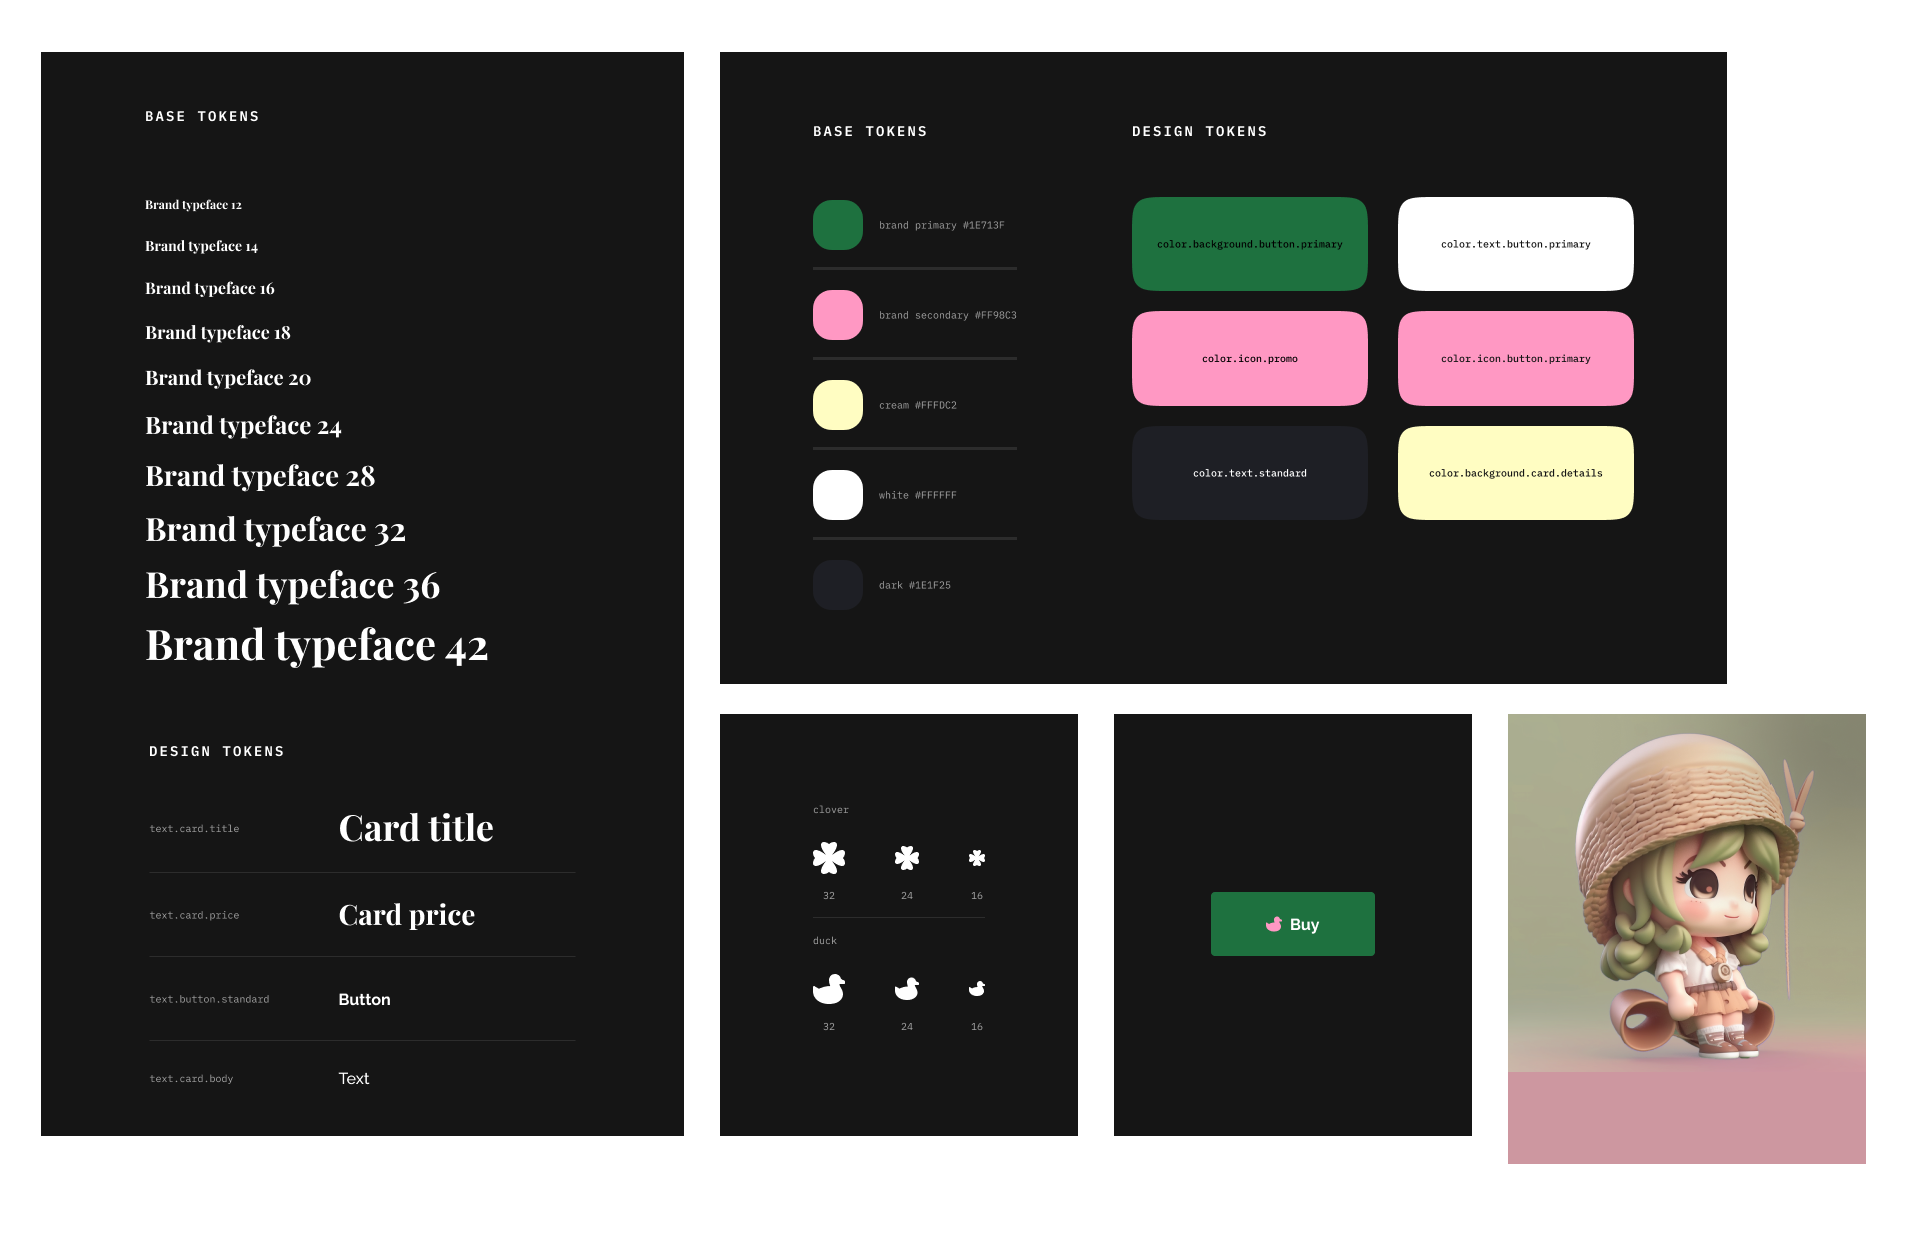 BASE TOKENS
Brand typeface 12
Brand typeface 14
Brand typeface 16
Brand typeface 18
Brand typeface 20
Brand typeface 24
Brand typeface 28
Brand typeface 32
Brand typeface 36
Brand typeface 42
DESIGN TOKENS
text.card.title Card title
text.card.price Card price
text.button.standard Button
text.card.body Text
BASE TOKENS
brand primary #1E713F
brand secondary #FF98C3
cream #FFFDC2
white #FFFFFF
dark #1E1F25
DESIGN TOKENS
color.background.button.primary color.text.button.primary
color.icon.promo color.icon.button.primary
color.text.standard color.background.card.details
clover
32 24 16
duck
32 24 16
Buy